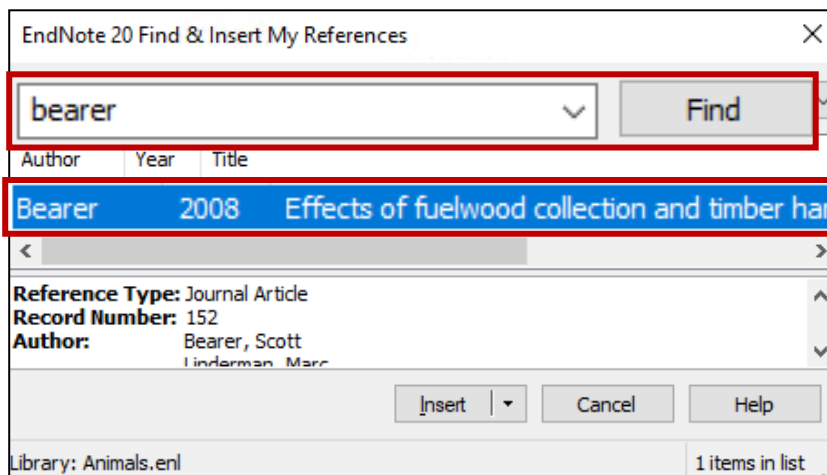 EndNote 20 Find & Insert My References
bearer Find
Author Year Title
Bearer 2008 Effects of fuelwood collection and timber har
Reference Type: Journal Article
Record Number: 152
Author: Bearer, Scott
Linderman, Marc
Insert Cancel Help
Library: Animals.enl 1 items in list